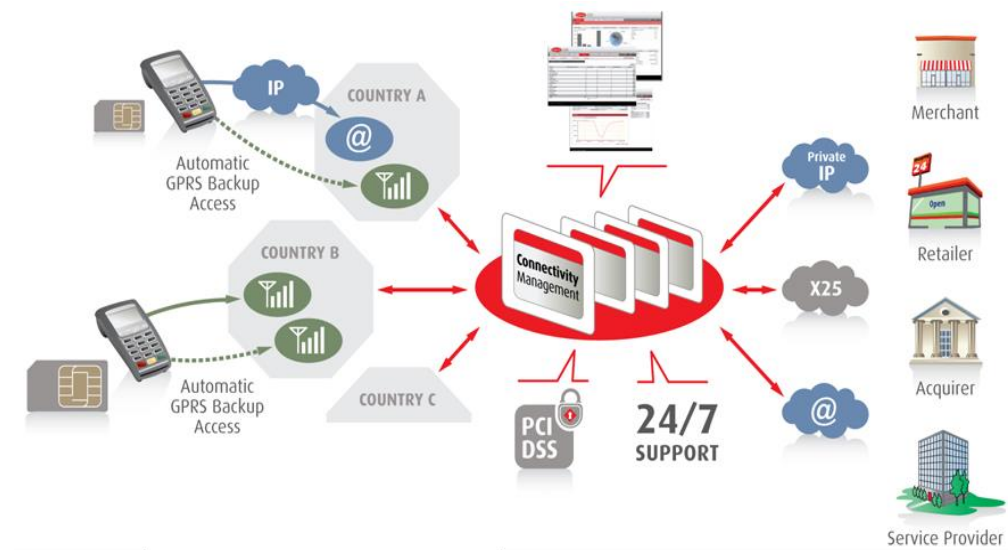 IP
COUNTRY A
@
Automatic
GPRS Backup
Access
COUNTRY B
Automatic
GPRS Backup
Access
COUNTRY C
Connectivity
Management
PCI
DSS
24/7
SUPPORT
Private
IP
X25
@
Merchant
24
Open
Retailer
Acquirer
Service Provider